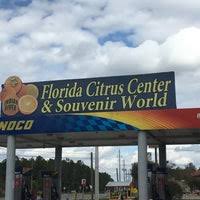 Florida Citrus Center
& Souvenir World
NOCO